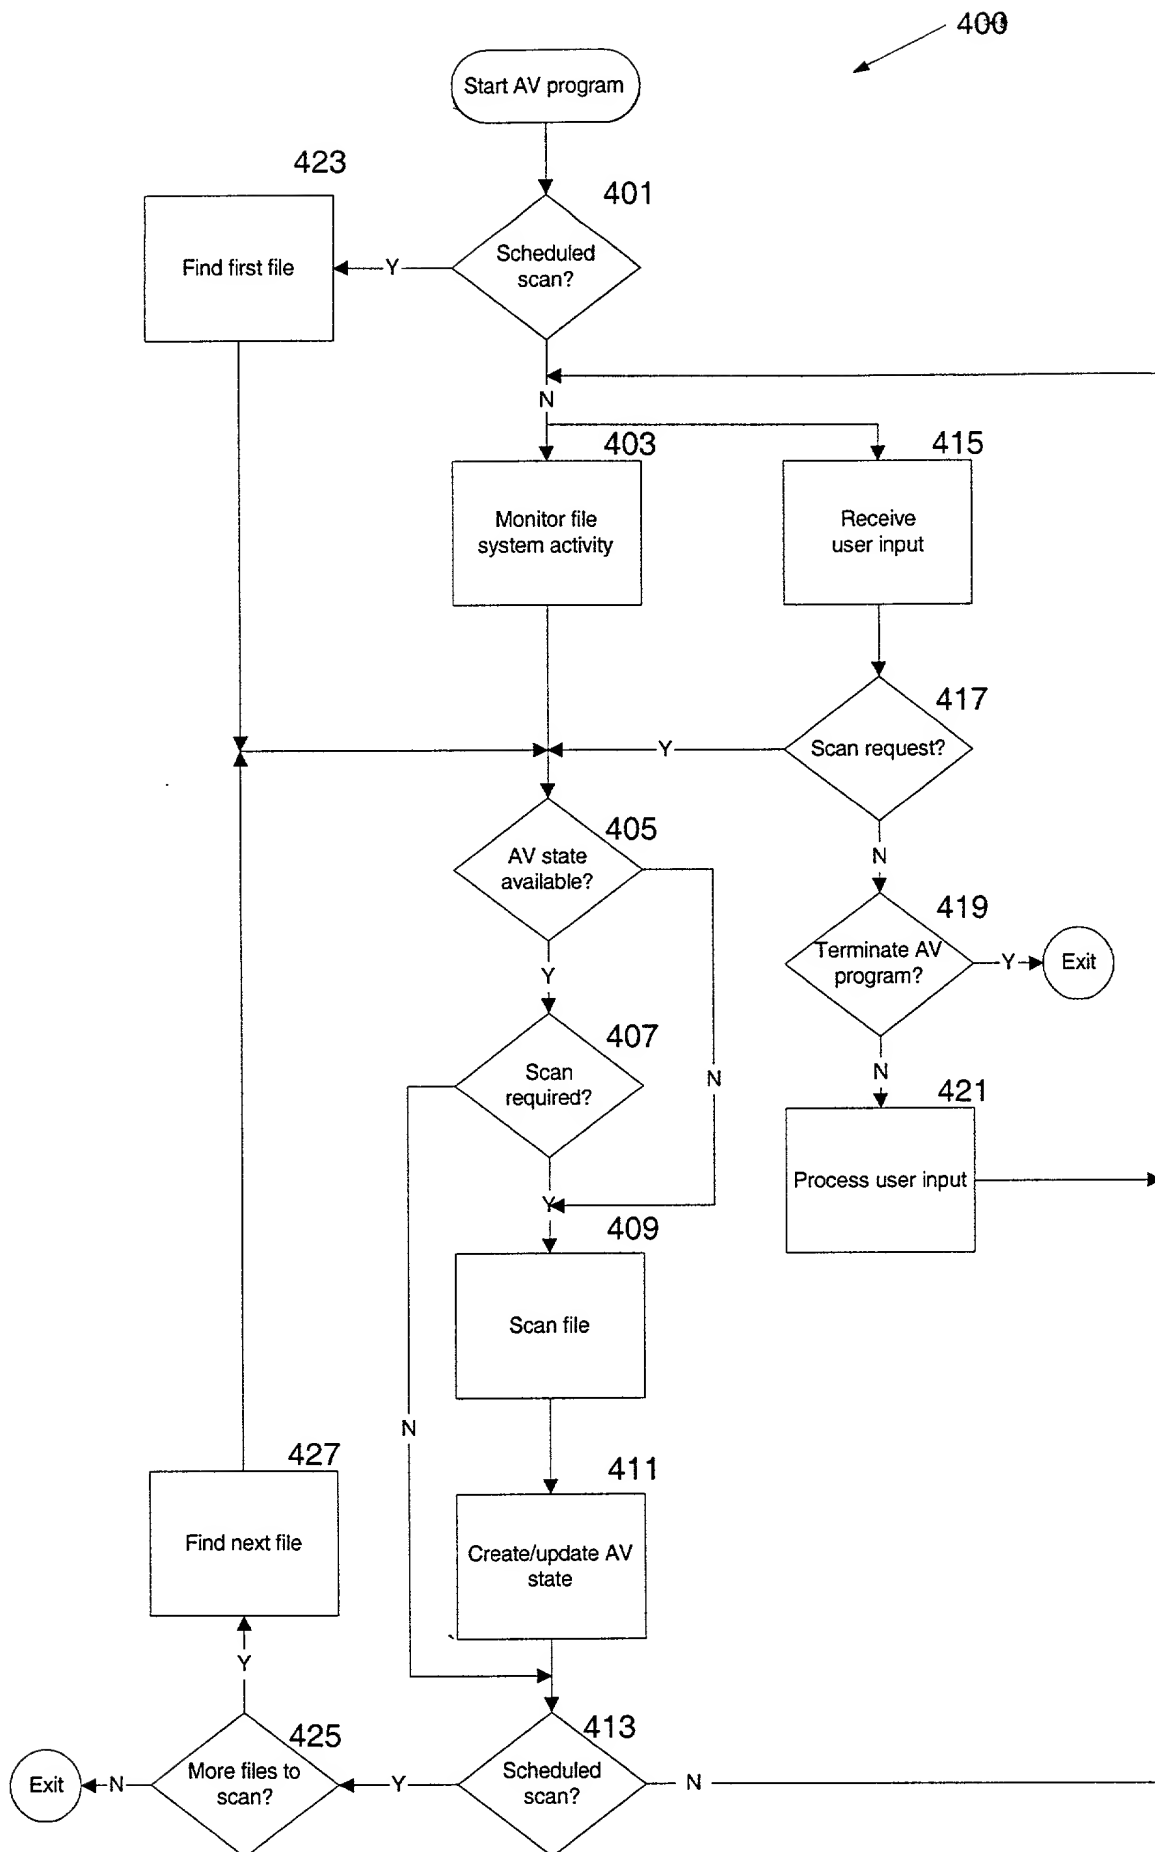 400
Start AV program
423
401
Find first file
Y
Scheduled
scan?
N
403
415
Monitor file
system activity
Receive
user input
417
Y
Scan request?
405
AV state
available?
N
419
Terminate AV
program?
Y
Exit
Y
407
Scan
required?
N
N
421
Process user input
Y
409
Scan file
N
411
427
Find next file
Create/update AV
state
Y
413
425
Exit
N
More files to
scan?
Y
Scheduled
scan?
N